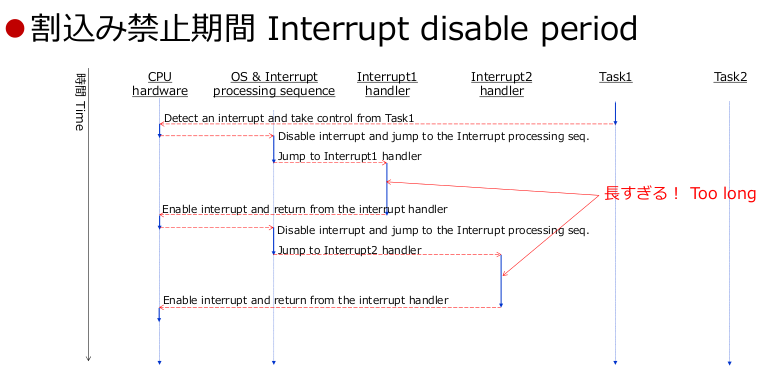 割込み禁止期間 Interrupt disable period
時間 Time
CPU
hardware
OS & Interrupt
processing sequence
Interrupt1
handler
Interrupt2
handler
Task1
Task2
Detect an interrupt and take control from Task1
Disable interrupt and jump to the Interrupt processing seq.
Jump to Interrupt1 handler
長すぎる！ Too long
Enable interrupt and return from the interrupt handler
Disable interrupt and jump to the Interrupt processing seq.
Jump to Interrupt2 handler
Enable interrupt and return from the interrupt handler